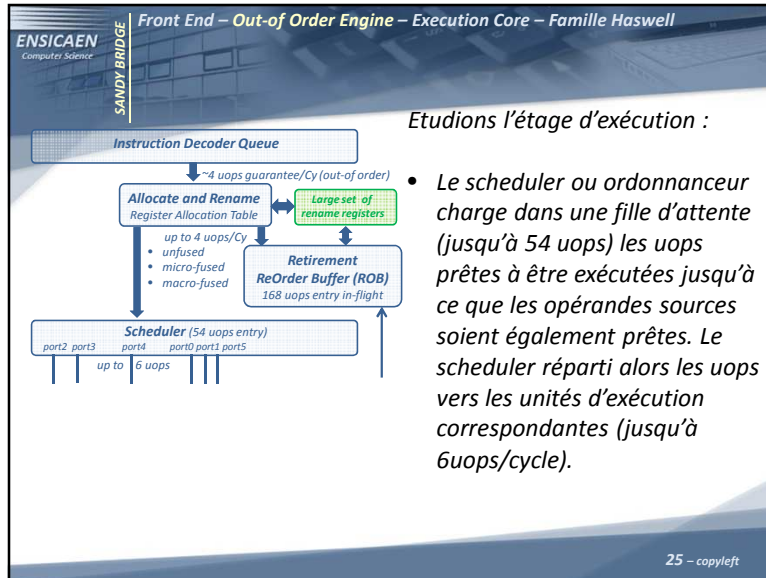 Front End – Out-of Order Engine – Execution Core – Famille Haswell
ENSICAEN
Computer Science
SANDY BRIDGE
Instruction Decoder Queue
~4 uops guarantee/Cy (out-of order)
Allocate and Rename
Register Allocation Table
Large set of
rename registers
up to 4 uops/Cy
• unfused
• micro-fused
• macro-fused
Retirement
ReOrder Buffer (ROB)
168 uops entry in-flight
Scheduler (54 uops entry)
port2 port3 port4 port0 port1 port5
up to 6 uops
Etudions l’étage d’exécution :
• Le scheduler ou ordonnanceur
charge dans une fille d’attente
(jusqu’à 54 uops) les uops
prêtes à être exécutées jusqu’à
ce que les opérandes sources
soient également prêtes. Le
scheduler réparti alors les uops
vers les unités d’exécution
correspondantes (jusqu’à
6uops/cycle).
25 – copyleft